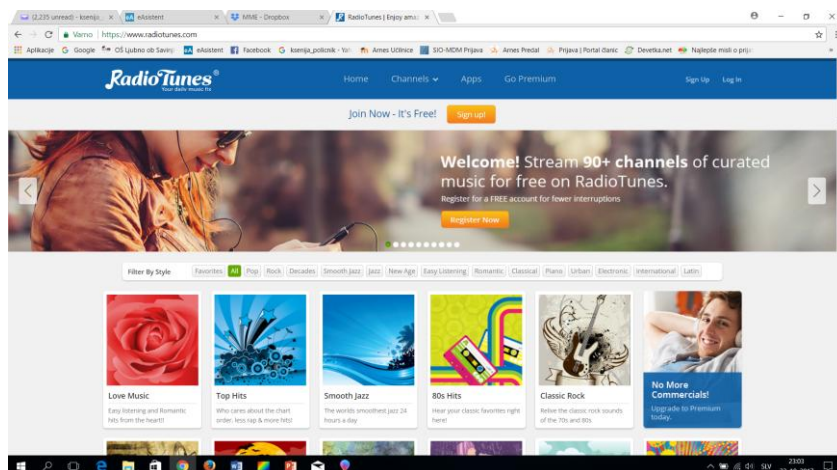 (2,235 unread) - ksenija_
eAsistent
MME - Dropbox
RadioTunes | Enjoy ama
Varno
https://www.radiotunes.com
Aplikacije
Google
OŠ Ljubno ob Savinji
eAsistent
Facebook
ksenija_policnik - Yah
Arnes Učilnice
SIO-MDM Prijava
Arnes Predal
Prijava | Portal članic
Devetka.net
Najlepše misli o prij
RadioTunes®
Your daily music fix
Home
Channels
Apps
Go Premium
Sign Up
Log In
Join Now - It's Free!
Sign up!
Welcome! Stream 90+ channels of curated
music for free on RadioTunes.
Register for a FREE account for fewer interruptions
Register Now
Filter By Style
Favorites
All
Pop
Rock
Decades
Smooth Jazz
Jazz
New Age
Easy Listening
Romantic
Classical
Piano
Urban
Electronic
International
Latin
Love Music
Easy listening and Romantic
hits from the heart!!
Top Hits
Who cares about the chart
order, less rap & more hits!
Smooth Jazz
The worlds smoothest jazz 24
hours a day
80s Hits
Hear your classic favorites right
here!
Classic Rock
Relive the classic rock sounds
of the 70s and 80s
No More
Commercials!
Upgrade to Premium
today.
SLV
23:03